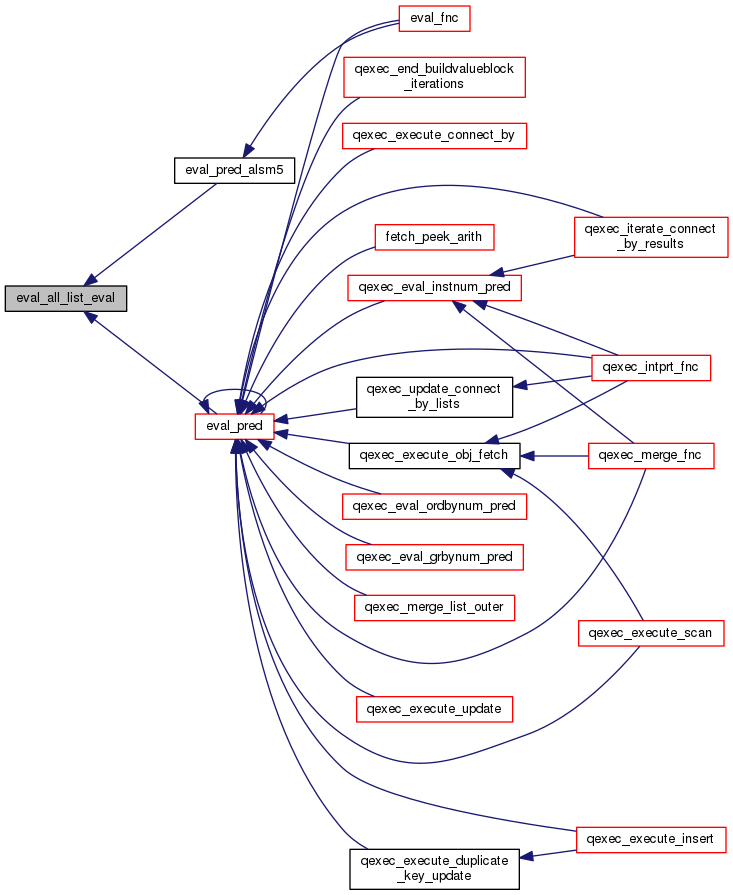 eval_fnc
qexec_end_buildvalueblock
_iterations
qexec_execute_connect_by
eval_pred_alsm5
qexec_iterate_connect
_by_results
fetch_peek_arith
qexec_eval_instnum_pred
eval_all_list_eval
qexec_intprt_fnc
qexec_update_connect
_by_lists
eval_pred
qexec_execute_obj_fetch
qexec_merge_fnc
qexec_eval_ordbynum_pred
qexec_eval_grbynum_pred
qexec_merge_list_outer
qexec_execute_scan
qexec_execute_update
qexec_execute_insert
qexec_execute_duplicate
_key_update